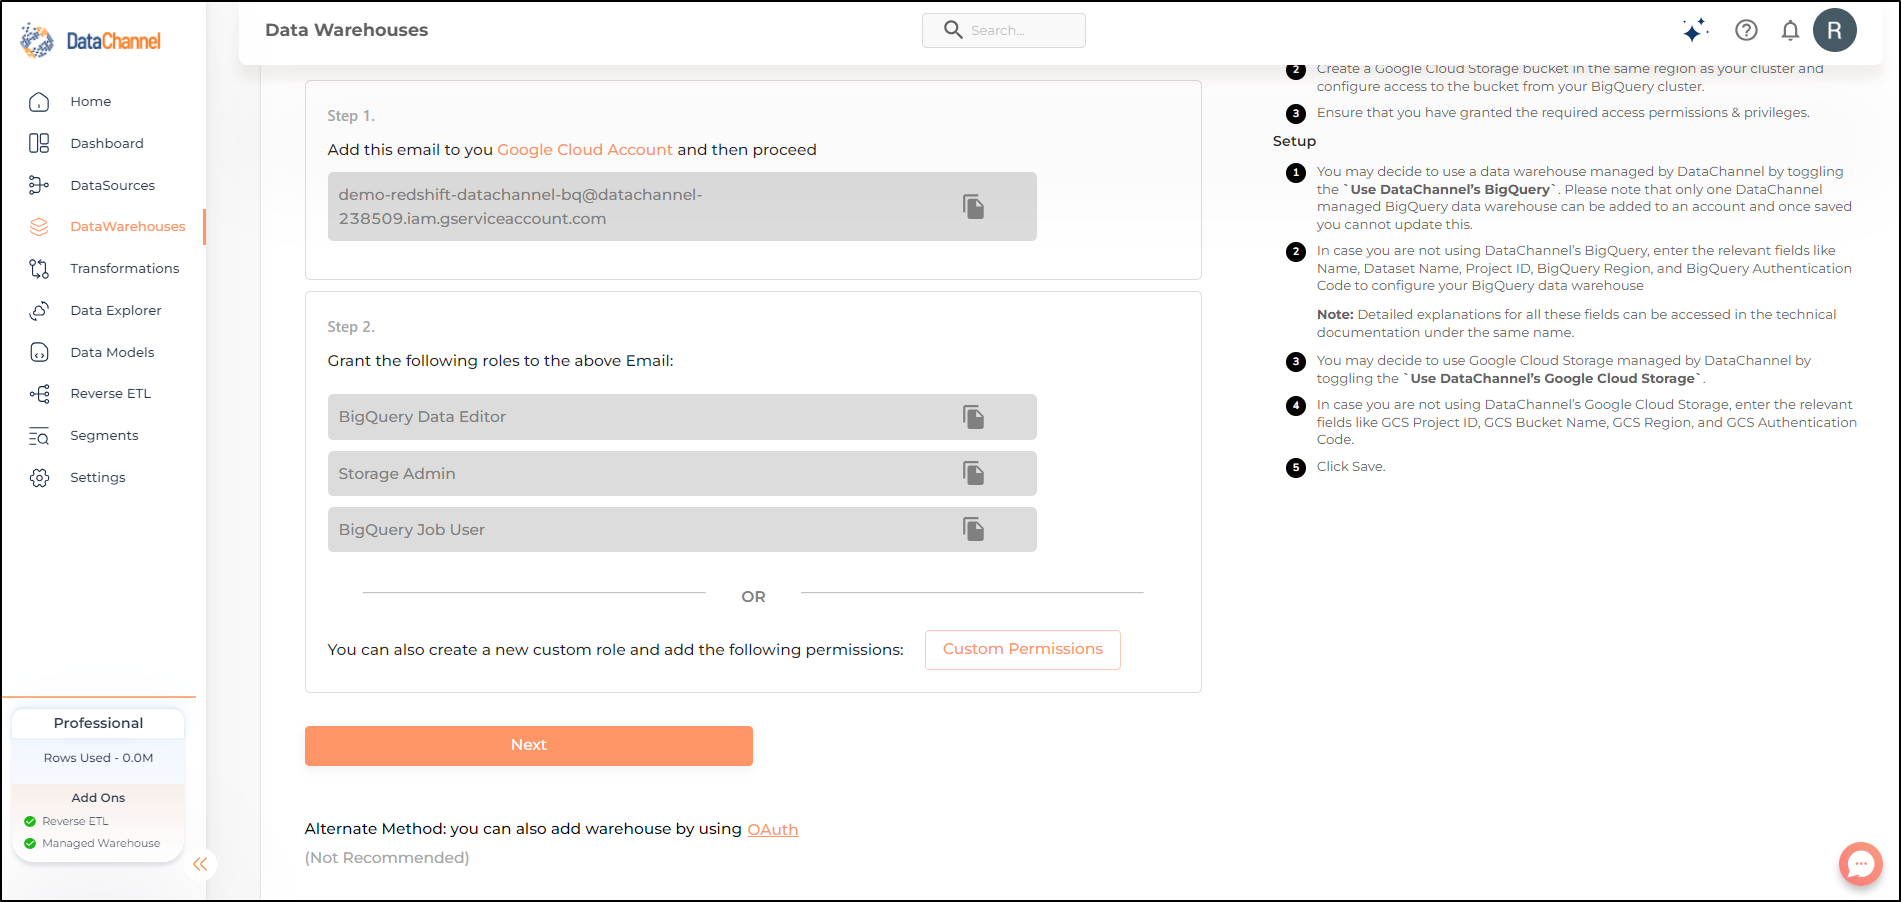 DataChannel
Data Warehouses
Search...
R
Home
Dashboard
DataSources
DataWarehouses
Transformations
Data Explorer
Data Models
Reverse ETL
Segments
Settings
Professional
Rows Used - 0.0M
Add Ons
Reverse ETL
Managed Warehouse
Step 1.
Add this email to you Google Cloud Account and then proceed
demo-redshift-datachannel-bq@datachannel-
238509.iam.gserviceaccount.com
Step 2.
Grant the following roles to the above Email:
BigQuery Data Editor
Storage Admin
BigQuery Job User
OR
You can also create a new custom role and add the following permissions:
Custom Permissions
Next
Alternate Method: you can also add warehouse by using OAuth
(Not Recommended)
2 Create a Google Cloud Storage bucket in the same region as your cluster and
configure access to the bucket from your BigQuery cluster.
3 Ensure that you have granted the required access permissions & privileges.
Setup
1 You may decide to use a data warehouse managed by DataChannel by toggling
the `Use DataChannel's BigQuery`. Please note that only one DataChannel
managed BigQuery data warehouse can be added to an account and once saved
you cannot update this.
2 In case you are not using DataChannel's BigQuery, enter the relevant fields like
Name, Dataset Name, Project ID, BigQuery Region, and BigQuery Authentication
Code to configure your BigQuery data warehouse
Note: Detailed explanations for all these fields can be accessed in the technical
documentation under the same name.
3 You may decide to use Google Cloud Storage managed by DataChannel by
toggling the `Use DataChannel's Google Cloud Storage`.
4 In case you are not using DataChannel's Google Cloud Storage, enter the relevant
fields like GCS Project ID, GCS Bucket Name, GCS Region, and GCS Authentication
Code.
5 Click Save.